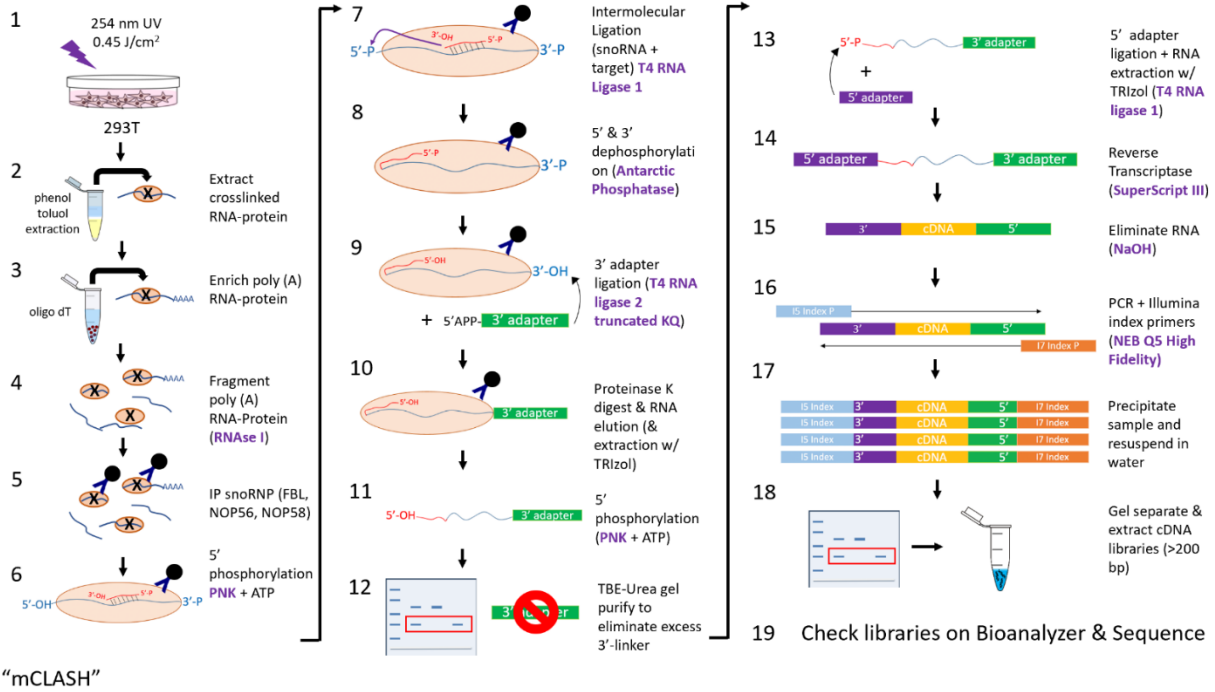 1
254 nm UV
0.45 J/cm²
293T
2
phenol
toluol
extraction
X
Extract
crosslinked
RNA-protein
3
oligo dT
X
AAAA
Enrich poly (A)
RNA-protein
4
X
AAAA
X
X
Fragment
poly (A)
RNA-Protein
(RNAse I)
5
X
AAAA
X
X
IP snoRNP (FBL,
NOP56, NOP58)
6
5'-OH
3'-OH
5'-P
3'-P
5'
phosphorylation
PNK + ATP
7
5'-P
3'-OH
5'-P
3'-P
Intermolecular
Ligation
(snoRNA +
target) T4 RNA
Ligase 1
8
5'-P
3'-P
5' & 3'
dephosphorylati
on (Antarctic
Phosphatase)
9
5'-OH
3'-OH
+ 5'APP- 3' adapter
3' adapter
ligation (T4 RNA
ligase 2
truncated KQ)
10
5'-OH
3' adapter
Proteinase K
digest & RNA
elution (&
extraction w/
TRIzol)
11
5'-OH
3' adapter
5'
phosphorylation
(PNK + ATP)
12
3' adapter
TBE-Urea gel
purify to
eliminate excess
3'-linker
13
5'-P
3' adapter
+
5' adapter
5' adapter
ligation + RNA
extraction w/
TRIzol (T4 RNA
ligase 1)
14
5' adapter
3' adapter
Reverse
Transcriptase
(SuperScript III)
15
3' cDNA 5'
Eliminate RNA
(NaOH)
16
I5 Index P
3' cDNA 5'
I7 Index P
PCR + Illumina
index primers
(NEB Q5 High
Fidelity)
17
I5 Index 3' cDNA 5' I7 Index
I5 Index 3' cDNA 5' I7 Index
I5 Index 3' cDNA 5' I7 Index
I5 Index 3' cDNA 5' I7 Index
Precipitate
sample and
resuspend in
water
18
Gel separate &
extract cDNA
libraries (>200
bp)
19 Check libraries on Bioanalyzer & Sequence
"mCLASH"